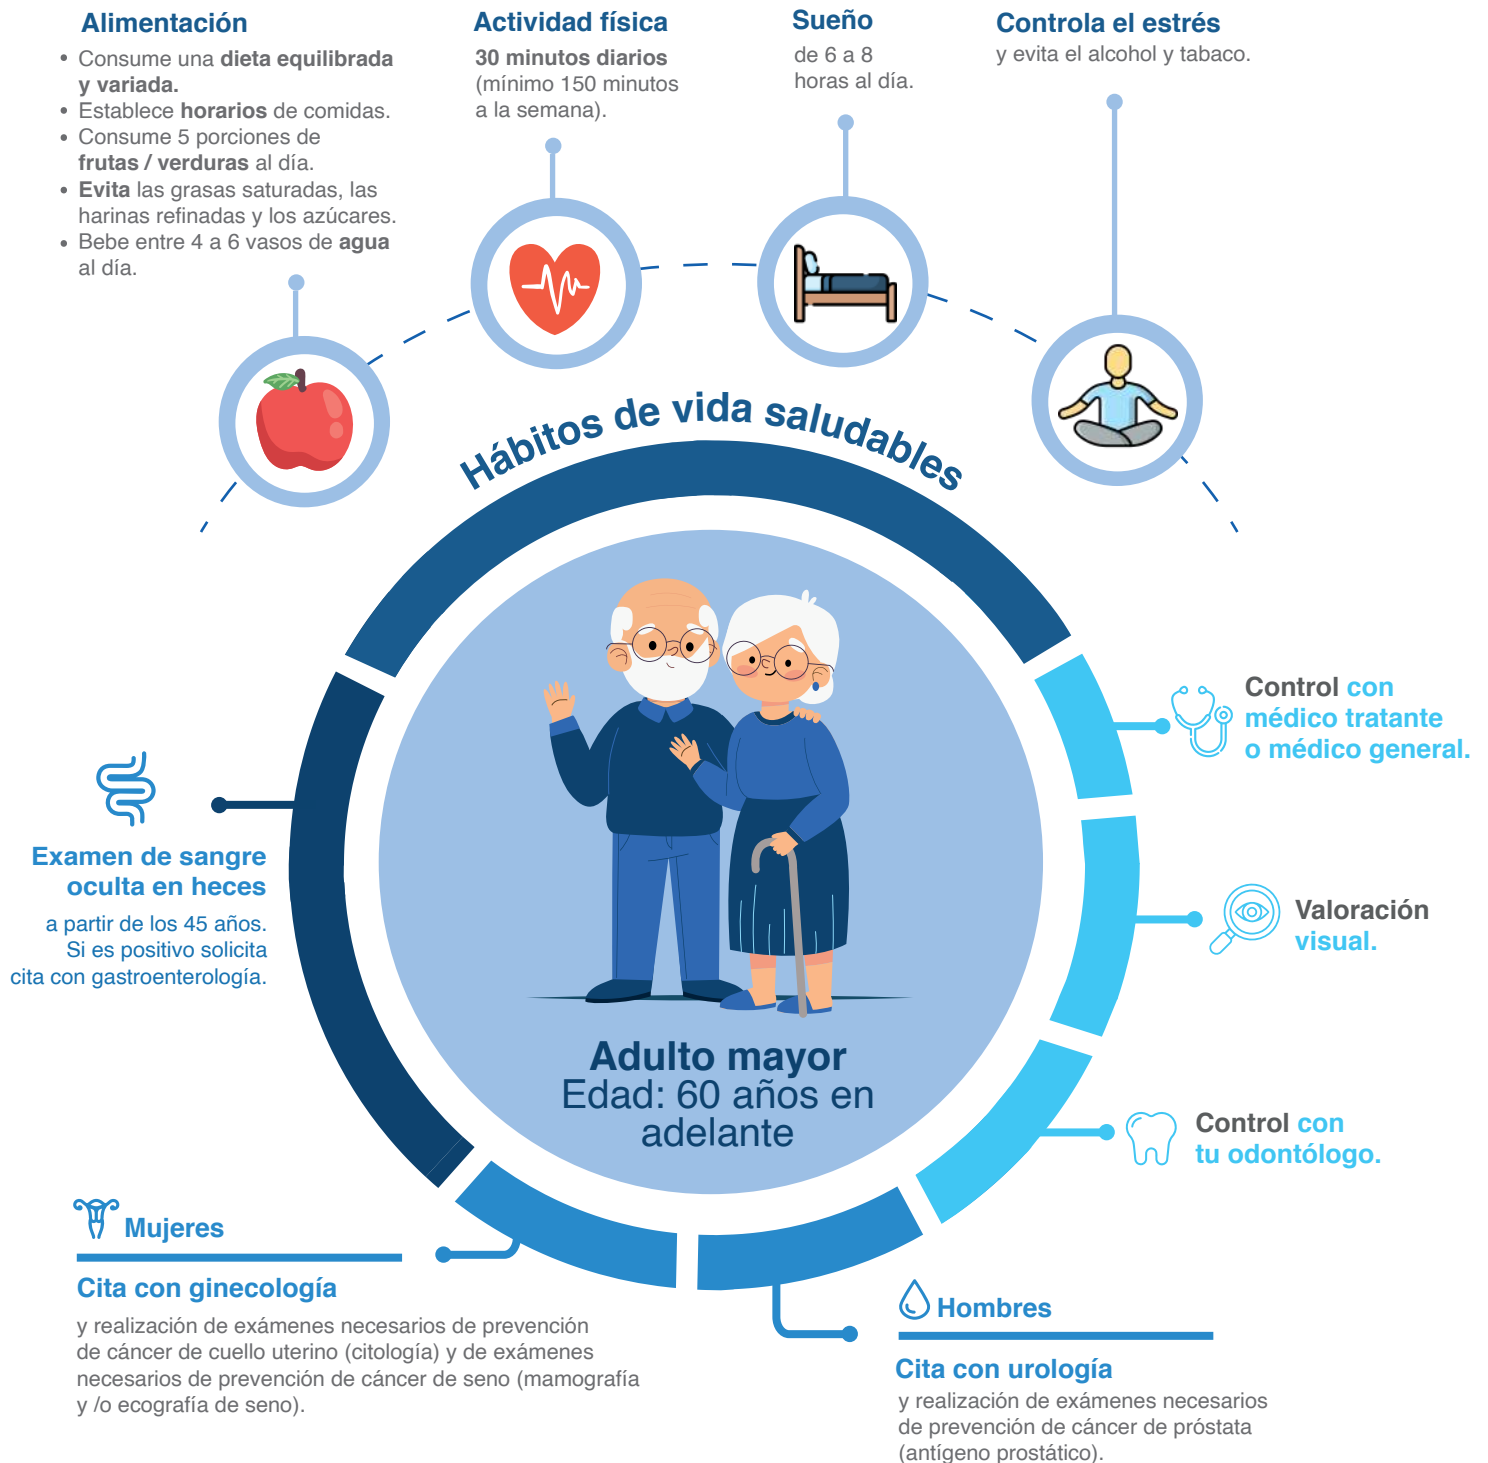 Alimentación
• Consume una dieta equilibrada
y variada.
• Establece horarios de comidas.
• Consume 5 porciones de
frutas / verduras al día.
• Evita las grasas saturadas, las
harinas refinadas y los azúcares.
• Bebe entre 4 a 6 vasos de agua
al día.
Actividad física
30 minutos diarios
(mínimo 150 minutos
a la semana).
Sueño
de 6 a 8
horas al día.
Controla el estrés
y evita el alcohol y tabaco.
Hábitos de vida saludables
Control con
médico tratante
o médico general.
Valoración
visual.
Control con
tu odontólogo.
Examen de sangre
oculta en heces
a partir de los 45 años.
Si es positivo solicita
cita con gastroenterología.
Adulto mayor
Edad: 60 años en
adelante
Mujeres
Cita con ginecología
y realización de exámenes necesarios de prevención
de cáncer de cuello uterino (citología) y de exámenes
necesarios de prevención de cáncer de seno (mamografía
y /o ecografía de seno).
Hombres
Cita con urología
y realización de exámenes necesarios
de prevención de cáncer de próstata
(antígeno prostático).